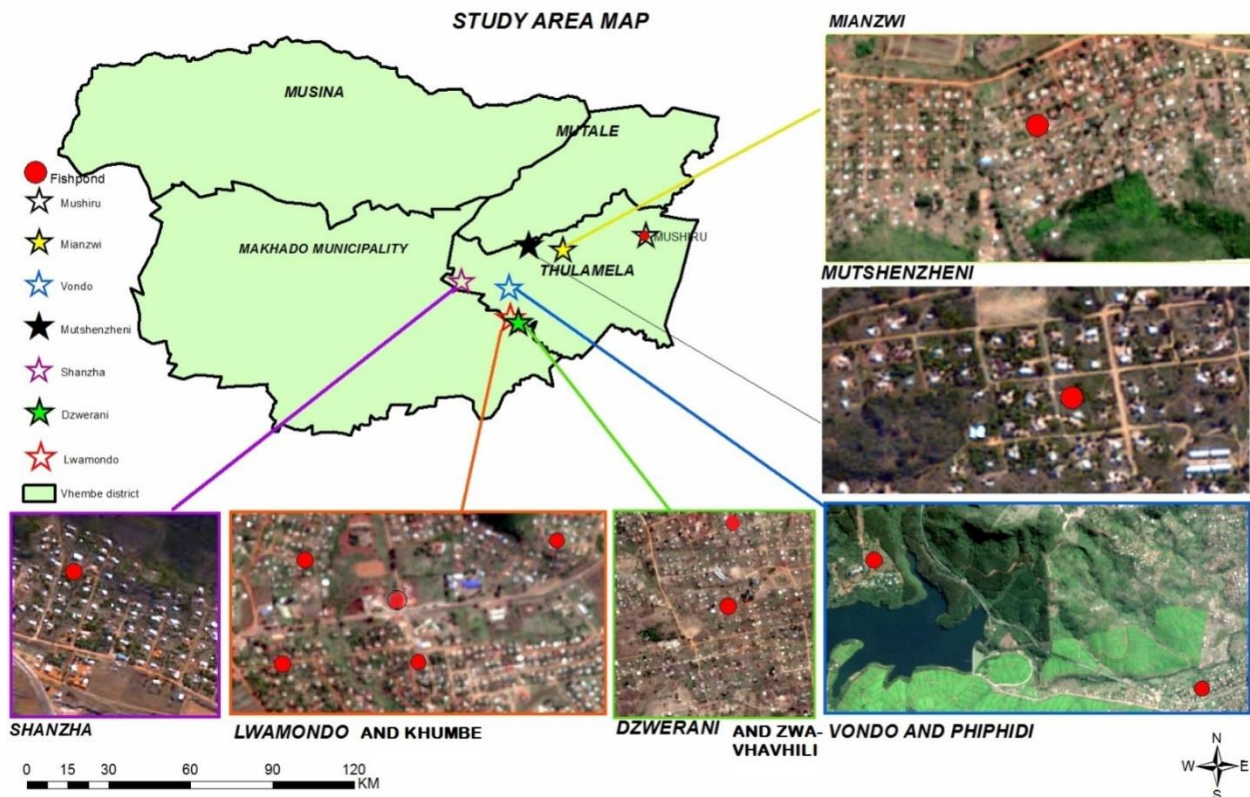 STUDY AREA MAP
MIANZWI
MUSINA
MUTALE
Fishpond
Mushiru
Mianzwi
Vondo
Mutshenzheni
Shanzha
Dzwerani
Lwamondo
Vhembe district
MAKHADO MUNICIPALITY
MUSHIRU
THULAMELA
MUTSHENZHENI
SHANZHA
LWAMONDO AND KHUMBE
DZWERANI AND ZWA-
VHAVHILI
VONDO AND PHIPHIDI
0 15 30 60 90 120
KM
N
W E
S